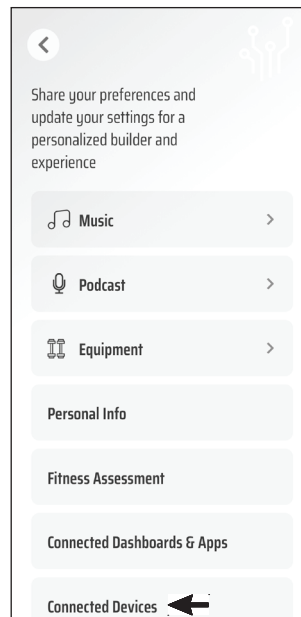 Share your preferences and
update your settings for a
personalized builder and
experience
Music
Podcast
Equipment
Personal Info
Fitness Assessment
Connected Dashboards & Apps
Connected Devices